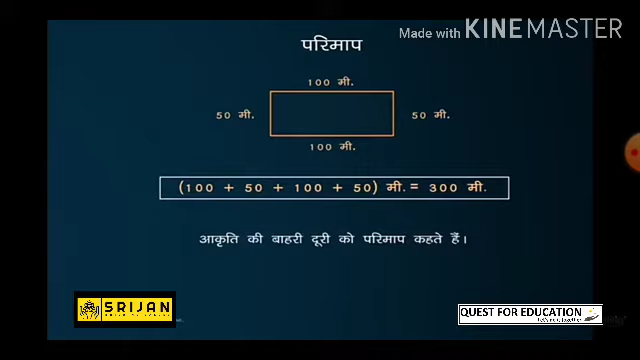 Made with KINEMASTER
परिमाप
100 मी.
50 मी.
50 मी.
100 मी.
(100 + 50 + 100 + 50) मी. = 300 मी.
आकृति की बाहरी दूरी को परिमाप कहते हैं।
SRIJAN
QUEST FOR EDUCATION